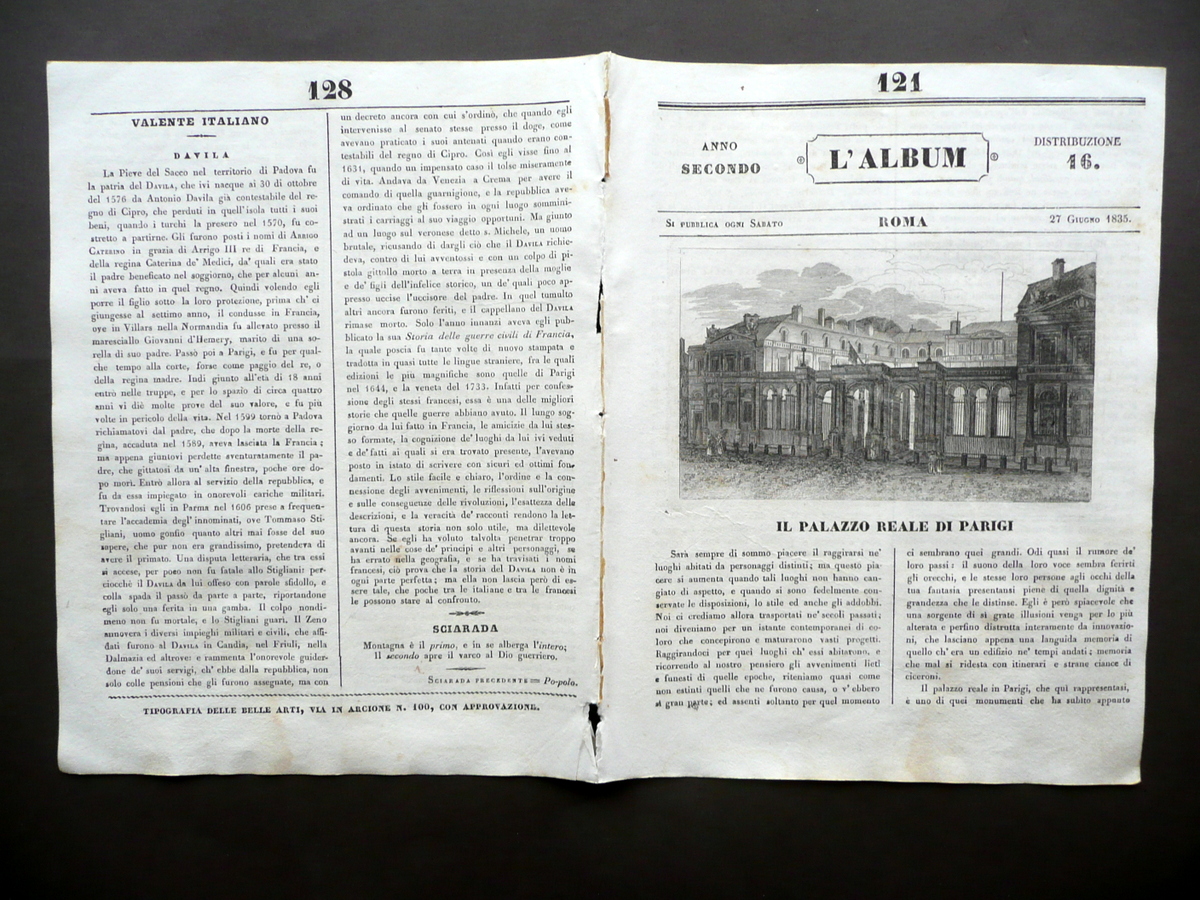 128
VALENTE ITALIANO
DAVILA
La Pieve del Sacco nel territorio di Padova fu
la patria del DAVILA, che ivi nacque ai 30 di ottobre
del 1576 da Antonio Davila già contestabile del re-
gno di Cipro, che perduti in quell'isola tutti i suoi
beni, quando i turchi la presero nel 1570, fu co-
stretto a partirne. Gli furono posti i nomi di ARRIGO
CATERINO in grazia di Arrigo III re di Francia, e
della regina Caterina de' Medici, da' quali era stato
il padre beneficato nel soggiorno, che per alcuni an-
ni aveva fatto in quel regno. Quindi volendo egli
porre il figlio sotto la loro protezione, prima ch' ci
giungesse al settimo anno, il condusse in Francia,
ove in Villars nella Normandia fu allevato presso il
maresciallo Giovanni d'Hemery, marito di una so-
rella di suo padre. Passò poi a Parigi, e fu per qual-
che tempo alla corte, forse come paggio del re, o
della regina madre. Indi giunto all'età di 18 anni
entrò nelle truppe, e per lo spazio di circa quattro
anni vi diè molte prove del suo valore, e fu più
volte in pericolo della vita. Nel 1599 tornò a Padova
richiamatovi dal padre, che dopo la morte della re-
gina, accaduta nel 1589, aveva lasciata la Francia ;
ma appena giuntovi perdette aventuratamente il pa-
dre, che gittatosi da un' alta finestra, poche ore do-
po morì. Entrò allora al servizio della repubblica, e
fu da essa impiegato in onorevoli cariche militari.
Trovandosi egli in Parma nel 1606 prese a frequen-
tare l'accademia degl' innominati, ove Tommaso Sti-
gliani, uomo gonfio quanto altri mai fosse del suo
sapere, che pur non era grandissimo, pretendeva di
avere il primato. Una disputa letteraria, che tra essi
si accese, per poco non fu fatale allo Stigliani: per-
ciocchè il DAVILA da lui offeso con parole sfidollo, e
colla spada il passò da parte a parte, riportandone
egli solo una ferita in una gamba. Il colpo nondi-
meno non fu mortale, e lo Stigliani guarì. Il Zeno
annovera i diversi impieghi militari e civili, che affi-
dati furono al DAVILA in Candia, nel Friuli, nella
Dalmazia ed altrove: e rammenta l'onorevole guider-
done de' suoi servigi, ch' ebbe dalla repubblica, non
solo colle pensioni che gli furono assegnate, ma con
un decreto ancora con cui s'ordinò, che quando egli
intervenisse al senato stesse presso il doge, come
avevano praticato i suoi antenati quando erano con-
testabili del regno di Cipro. Così egli visse fino al
1631, quando un impensato caso il tolse miseramente
di vita. Andava da Venezia a Crema per avere il
comando di quella guarnigione, e la repubblica ave-
va ordinato che gli fossero in ogni luogo sommini-
strati i carriaggi al suo viaggio opportuni. Ma giunto
ad un luogo sul veronese detto s. Michele, un uomo
brutale, ricusando di dargli ciò che il DAVILA richie-
deva, contro di lui avventossi e con un colpo di pi-
stola gittollo morto a terra in presenza della moglie
e de' figli dell'infelice storico, un de' quali poco ap-
presso uccise l'uccisore del padre. In quel tumulto
altri ancora furono feriti, e il cappellano del DAVILA
rimase morto. Solo l'anno innanzi aveva egli pub-
blicato la sua Storia delle guerre civili di Francia,
la quale poscia fu tante volte di nuovo stampata e
tradotta in quasi tutte le lingue straniere, fra le quali
edizioni le più magnifiche sono quelle di Parigi
nel 1644, e la veneta del 1733. Infatti per confes-
sione degli stessi francesi, essa è una delle migliori
storie che quelle guerre abbiano avuto. Il lungo sog-
giorno da lui fatto in Francia, le amicizie da lui stes-
so formate, la cognizione de' luoghi da lui ivi veduti
e de' fatti ai quali si era trovato presente, l'avevano
posto in istato di scrivere con sicuri ed ottimi fon-
damenti. Lo stile facile e chiaro, l'ordine e la con-
nessione degli avvenimenti, le riflessioni sull'origine
e sulle conseguenze delle rivoluzioni, l'esattezza delle
descrizioni, e la veracità de' racconti rendono la let-
tura di questa storia non solo utile, ma dilettevole
ancora. Se egli ha voluto talvolta penetrar troppo
avanti nelle cose de' principi e altri personaggi, se
ha errato nella geografia, e se ha travisati i nomi
francesi, ciò prova che la storia del DAVILA non è in
ogni parte perfetta; ma ella non lascia però di es-
sere tale, che poche tra le italiane e tra le francesi
le possono stare al confronto.
SCIARADA
Montagna è il primo, e in se alberga l'intero;
Il secondo apre il varco al Dio guerriero.
SCIARADA PRECEDENTE = Po-polo.
TIPOGRAFIA DELLE BELLE ARTI, VIA IN ARCIONE N. 100, CON APPROVAZIONE.
121
ANNO
SECONDO
L'ALBUM
DISTRIBUZIONE
16.
SI PUBBLICA OGNI SABATO
ROMA
27 GIUGNO 1835.
IL PALAZZO REALE DI PARIGI
Sarà sempre di sommo piacere il raggirarsi ne'
luoghi abitati da personaggi distinti; ma questo pia-
cere si aumenta quando tali luoghi non hanno can-
giato di aspetto, e quando si sono fedelmente con-
servate le disposizioni, lo stile ed anche gli addobbi.
Noi ci crediamo allora trasportati ne' secoli passati;
noi diveniamo per un istante contemporanei di co-
loro che concepirono e maturarono vasti progetti.
Raggirandoci per quei luoghi ch' essi abitarono, e
ricorrendo al nostro pensiero gli avvenimenti lieti
e funesti di quelle epoche, riteniamo quasi come
non estinti quelli che ne furono causa, o v' ebbero
sì gran parte; ed assenti soltanto per quel momento
ci sembrano quei grandi. Odi quasi il rumore de'
loro passi: il suono della loro voce sembra ferirti
gli orecchi, e le stesse loro persone agli occhi della
tua fantasia presentansi piene di quella dignità e
grandezza che le distinse. Egli è però spiacevole che
una sorgente di sì grate illusioni venga per lo più
alterata e perfino distrutta interamente da innovazio-
ni, che lasciano appena una languida memoria di
quello ch' era un edifizio ne' tempi andati: memoria
che mal si ridesta con itinerari e strane ciance di
ciceroni.
Il palazzo reale in Parigi, che quì rappresentasi,
è uno di quei monumenti che ha subito appunto